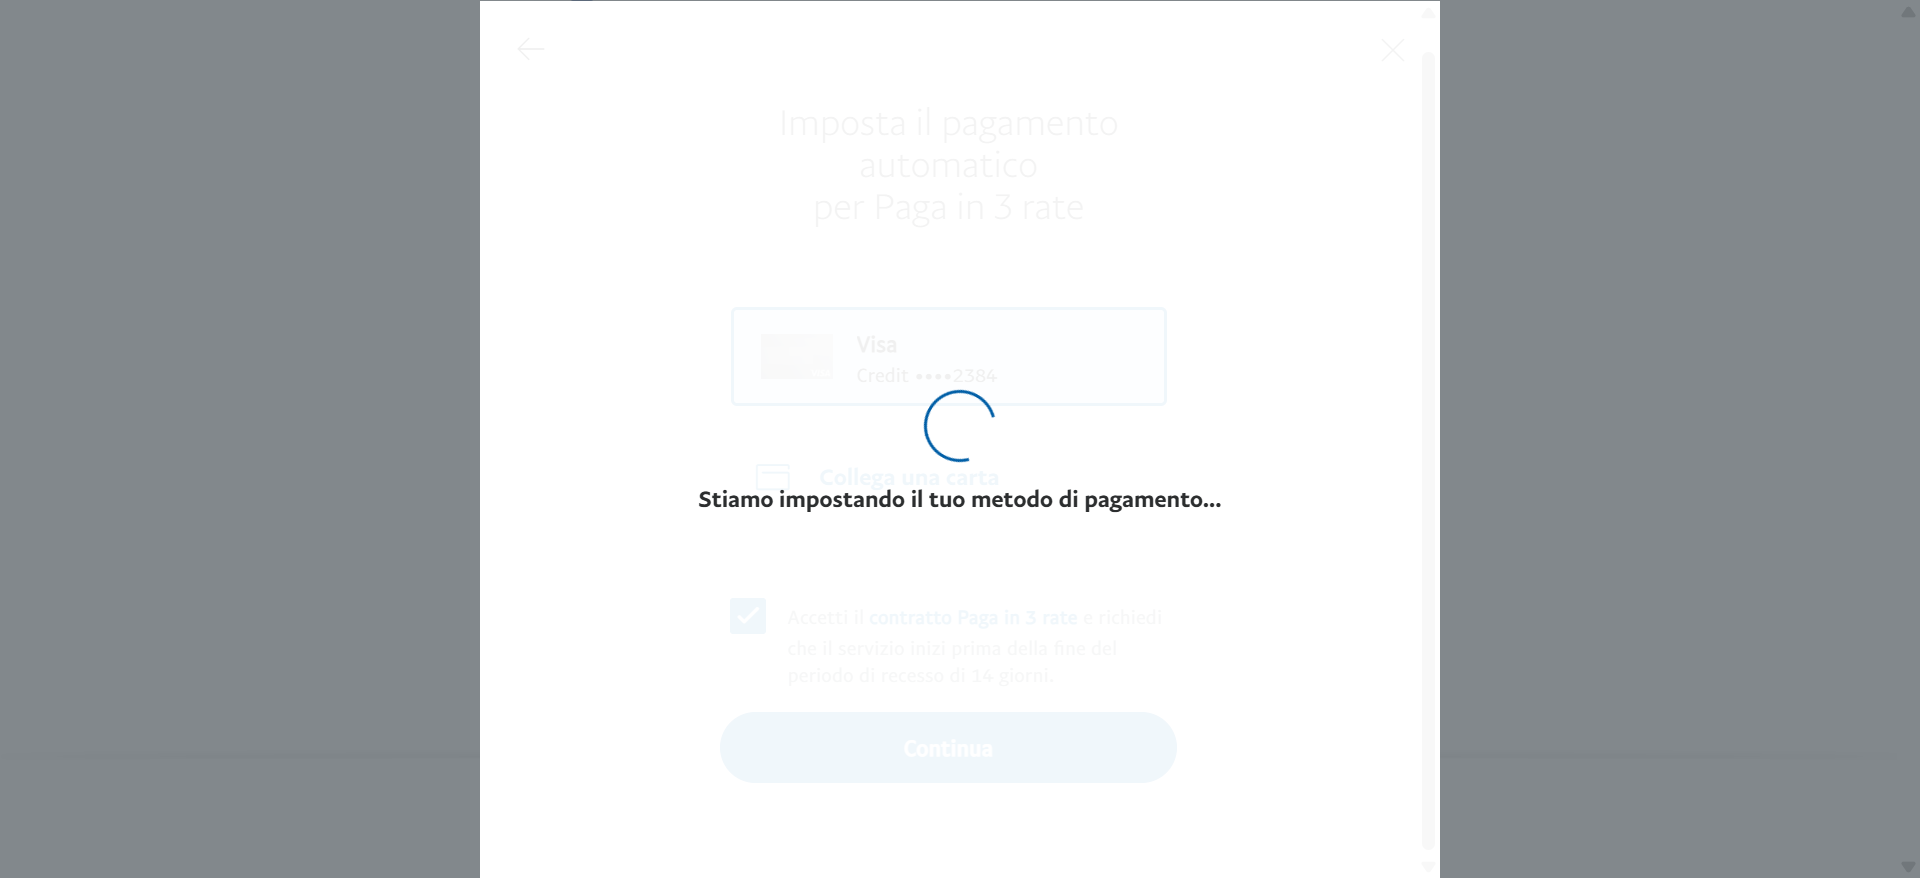 Imposta il pagamento
automatico
per Paga in 3 rate
Visa
Credit ••••2384
Collega una carta
Stiamo impostando il tuo metodo di pagamento...
Accetti il contratto Paga in 3 rate e richiedi
che il servizio inizi prima della fine del
periodo di recesso di 14 giorni.
Continua